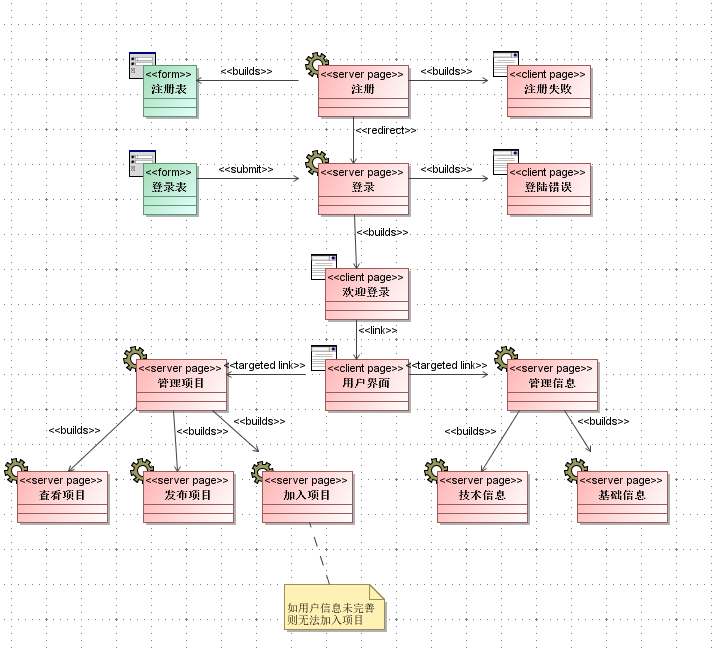 <<form>>
注册表
<<builds>>
<<server page>>
注册
<<builds>>
<<client page>>
注册失败
<<redirect>>
<<form>>
登录表
<<submit>>
<<server page>>
登录
<<builds>>
<<client page>>
登陆错误
<<builds>>
<<client page>>
欢迎登录
<<link>>
<<server page>>
管理项目
<<targeted link>>
<<client page>>
用户界面
<<targeted link>>
<<server page>>
管理信息
<<builds>>
<<builds>>
<<builds>>
<<builds>>
<<builds>>
<<server page>>
查看项目
<<server page>>
发布项目
<<server page>>
加入项目
<<server page>>
技术信息
<<server page>>
基础信息
如用户信息未完善
则无法加入项目